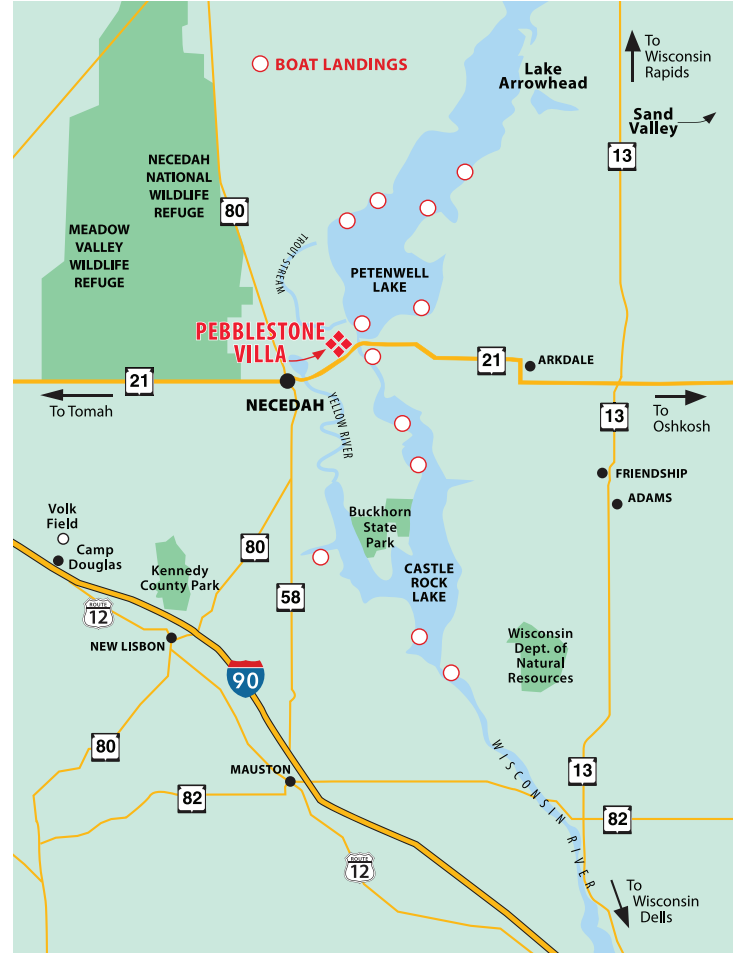 BOAT LANDINGS
To
Wisconsin
Rapids
Lake
Arrowhead
Sand
Valley
13
NECEDAH
NATIONAL
WILDLIFE
REFUGE
80
MEADOW
VALLEY
WILDLIFE
REFUGE
TROUT STREAM
PETENWELL
LAKE
PEBBLESTONE
VILLA
21
ARKDALE
21
To Tomah
NECEDAH
YELLOW RIVER
13
To
Oshkosh
FRIENDSHIP
ADAMS
Volk
Field
Camp
Douglas
Buckhorn
State
Park
80
Kennedy
County Park
CASTLE
ROCK
LAKE
58
ROUTE
12
NEW LISBON
Wisconsin
Dept. of
Natural
Resources
90
80
WISCONSIN RIVER
MAUSTON
13
82
82
ROUTE
12
To
Wisconsin
Dells